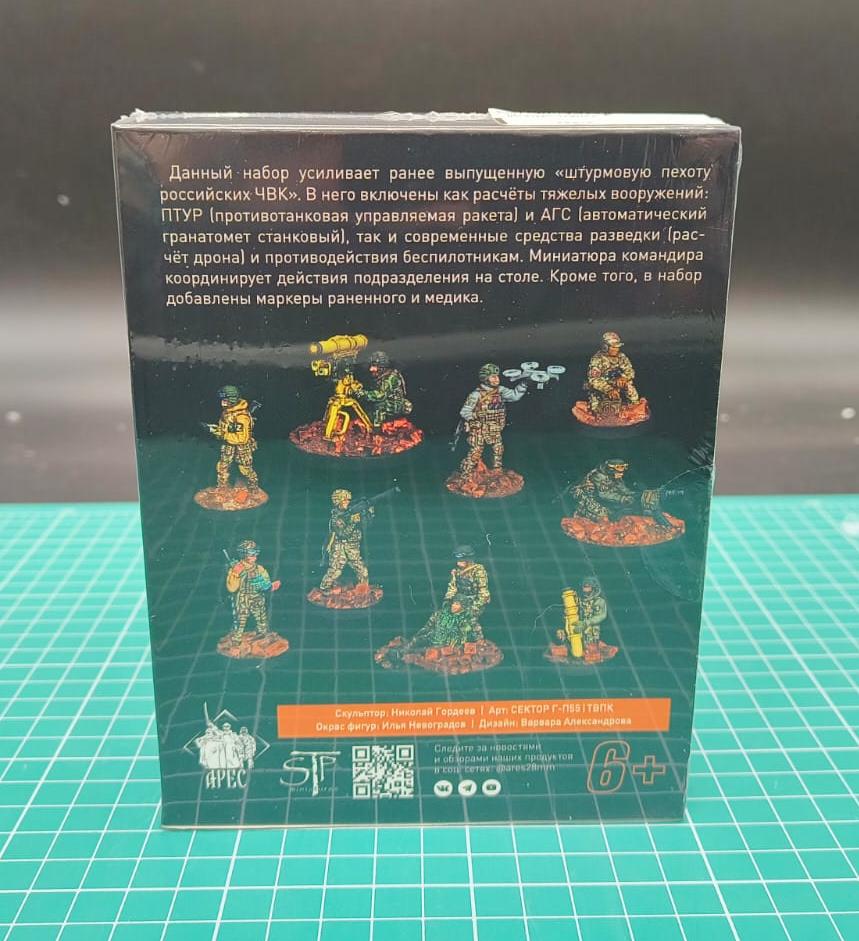 Данный набор усиливает ранее выпущенную «штурмовую пехоту
российских ЧВК». В него включены как расчёты тяжелых вооружений:
ПТУР (противотанковая управляемая ракета) и АГС (автоматический
гранатомет станковый), так и современные средства разведки (рас-
чёт дрона) и противодействия беспилотникам. Миниатюра командира
координирует действия подразделения на столе. Кроме того, в набор
добавлены маркеры раненного и медика.
Скульптор: Николай Гордеев | Арт: СЕКТОР Г-П55 | ТВПК
Окрас фигур: Илья Невоградов | Дизайн: Варвара Александрова
АРЕС
STP
miniatures
Следите за новостями
и обзорами наших продуктов
в соц. сетях: @ares28mm
6+